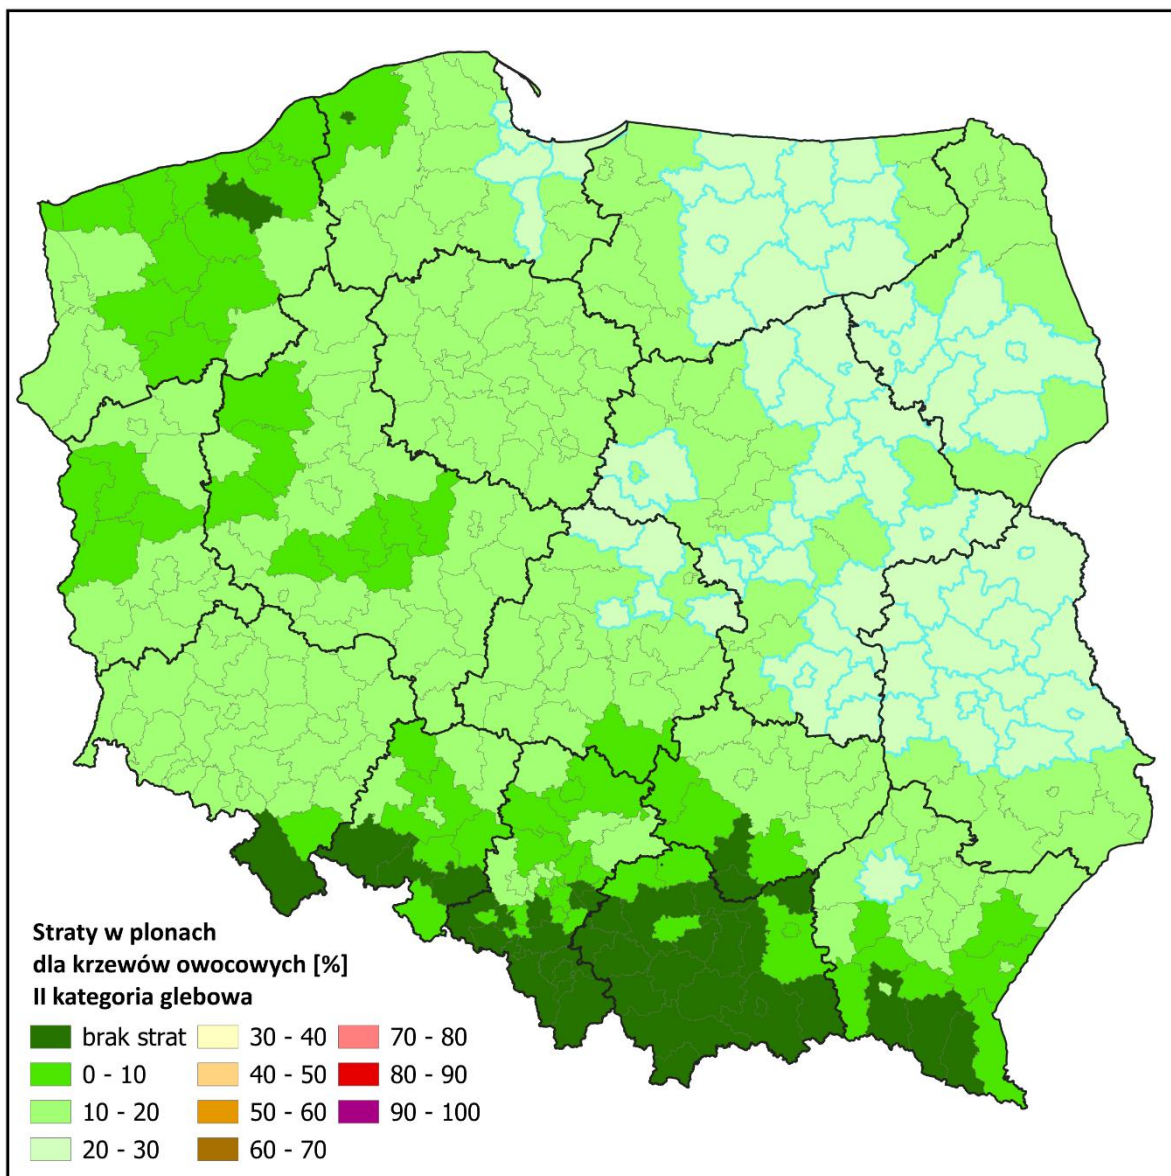 Straty w plonach
dla krzewów owocowych [%]
II kategoria glebowa
brak strat
0 - 10
10 - 20
20 - 30
30 - 40
40 - 50
50 - 60
60 - 70
70 - 80
80 - 90
90 - 100